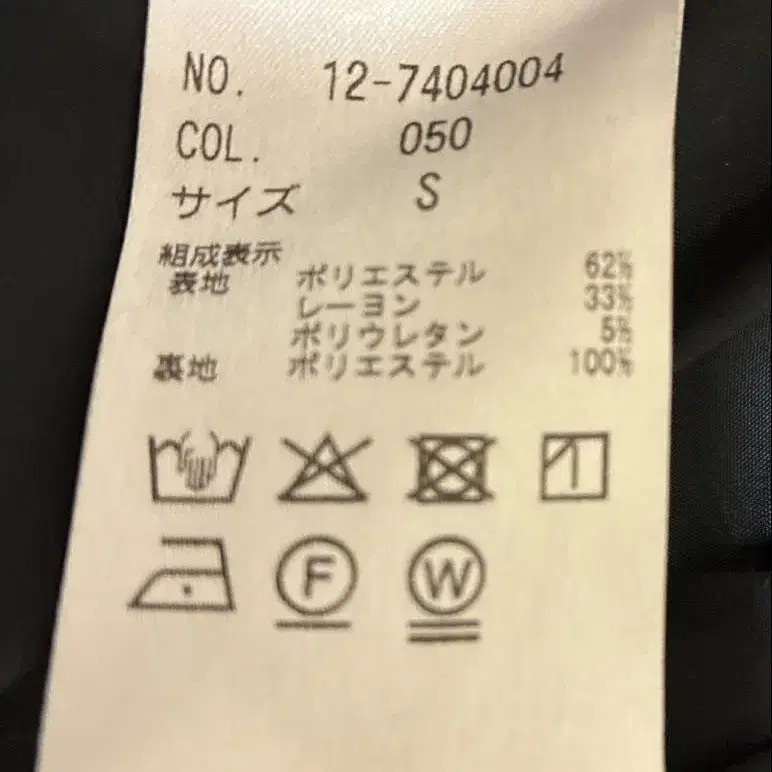 NO. 12-7404004
COL. 050
サイズ S
組成表示
表地 ポリエステル 62%
レーヨン 33%
ポリウレタン 5%
裏地 ポリエステル 100%
F W